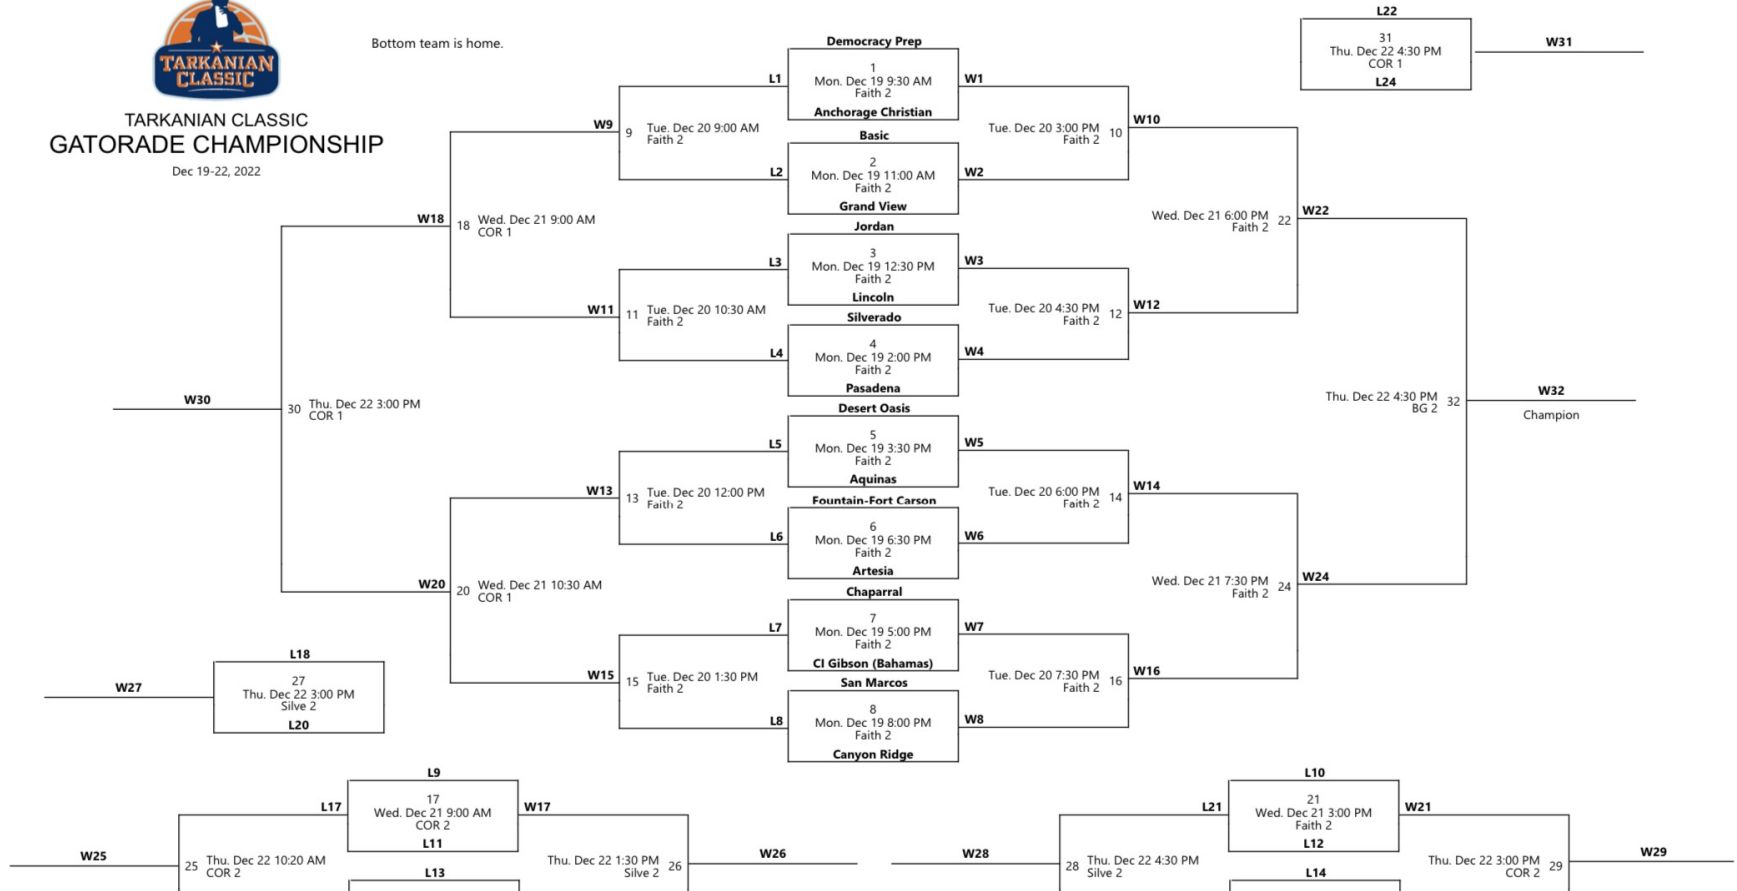 TARKANIAN
CLASSIC
TARKANIAN CLASSIC
GATORADE CHAMPIONSHIP
Dec 19-22, 2022
Bottom team is home.
L22
31
Thu. Dec 22 4:30 PM
COR 1
L24
W31
Democracy Prep
1
Mon. Dec 19 9:30 AM
Faith 2
Anchorage Christian
L1
W1
Basic
2
Mon. Dec 19 11:00 AM
Faith 2
Grand View
L2
W2
Jordan
3
Mon. Dec 19 12:30 PM
Faith 2
Lincoln
L3
W3
Silverado
4
Mon. Dec 19 2:00 PM
Faith 2
Pasadena
L4
W4
Desert Oasis
5
Mon. Dec 19 3:30 PM
Faith 2
Aquinas
L5
W5
Fountain-Fort Carson
6
Mon. Dec 19 6:30 PM
Faith 2
Artesia
L6
W6
Chaparral
7
Mon. Dec 19 5:00 PM
Faith 2
CI Gibson (Bahamas)
L7
W7
San Marcos
8
Mon. Dec 19 8:00 PM
Faith 2
Canyon Ridge
L8
W8
W9
9 Tue. Dec 20 9:00 AM
Faith 2
W11
11 Tue. Dec 20 10:30 AM
Faith 2
W13
13 Tue. Dec 20 12:00 PM
Faith 2
W15
15 Tue. Dec 20 1:30 PM
Faith 2
W18
18 Wed. Dec 21 9:00 AM
COR 1
W20
20 Wed. Dec 21 10:30 AM
COR 1
W30
30 Thu. Dec 22 3:00 PM
COR 1
Tue. Dec 20 3:00 PM 10
Faith 2
W10
Tue. Dec 20 4:30 PM 12
Faith 2
W12
Tue. Dec 20 6:00 PM 14
Faith 2
W14
Tue. Dec 20 7:30 PM 16
Faith 2
W16
Wed. Dec 21 6:00 PM 22
Faith 2
W22
Wed. Dec 21 7:30 PM 24
Faith 2
W24
Thu. Dec 22 4:30 PM 32
BG 2
W32
Champion
L18
27
Thu. Dec 22 3:00 PM
Silve 2
L20
W27
L9
17
Wed. Dec 21 9:00 AM
COR 2
L11
L17
W17
W25
25 Thu. Dec 22 10:20 AM
COR 2
Thu. Dec 22 1:30 PM 26
Silve 2
W26
L13
L10
21
Wed. Dec 21 3:00 PM
Faith 2
L12
L21
W21
W28
28 Thu. Dec 22 4:30 PM
Silve 2
Thu. Dec 22 3:00 PM 29
COR 2
W29
L14